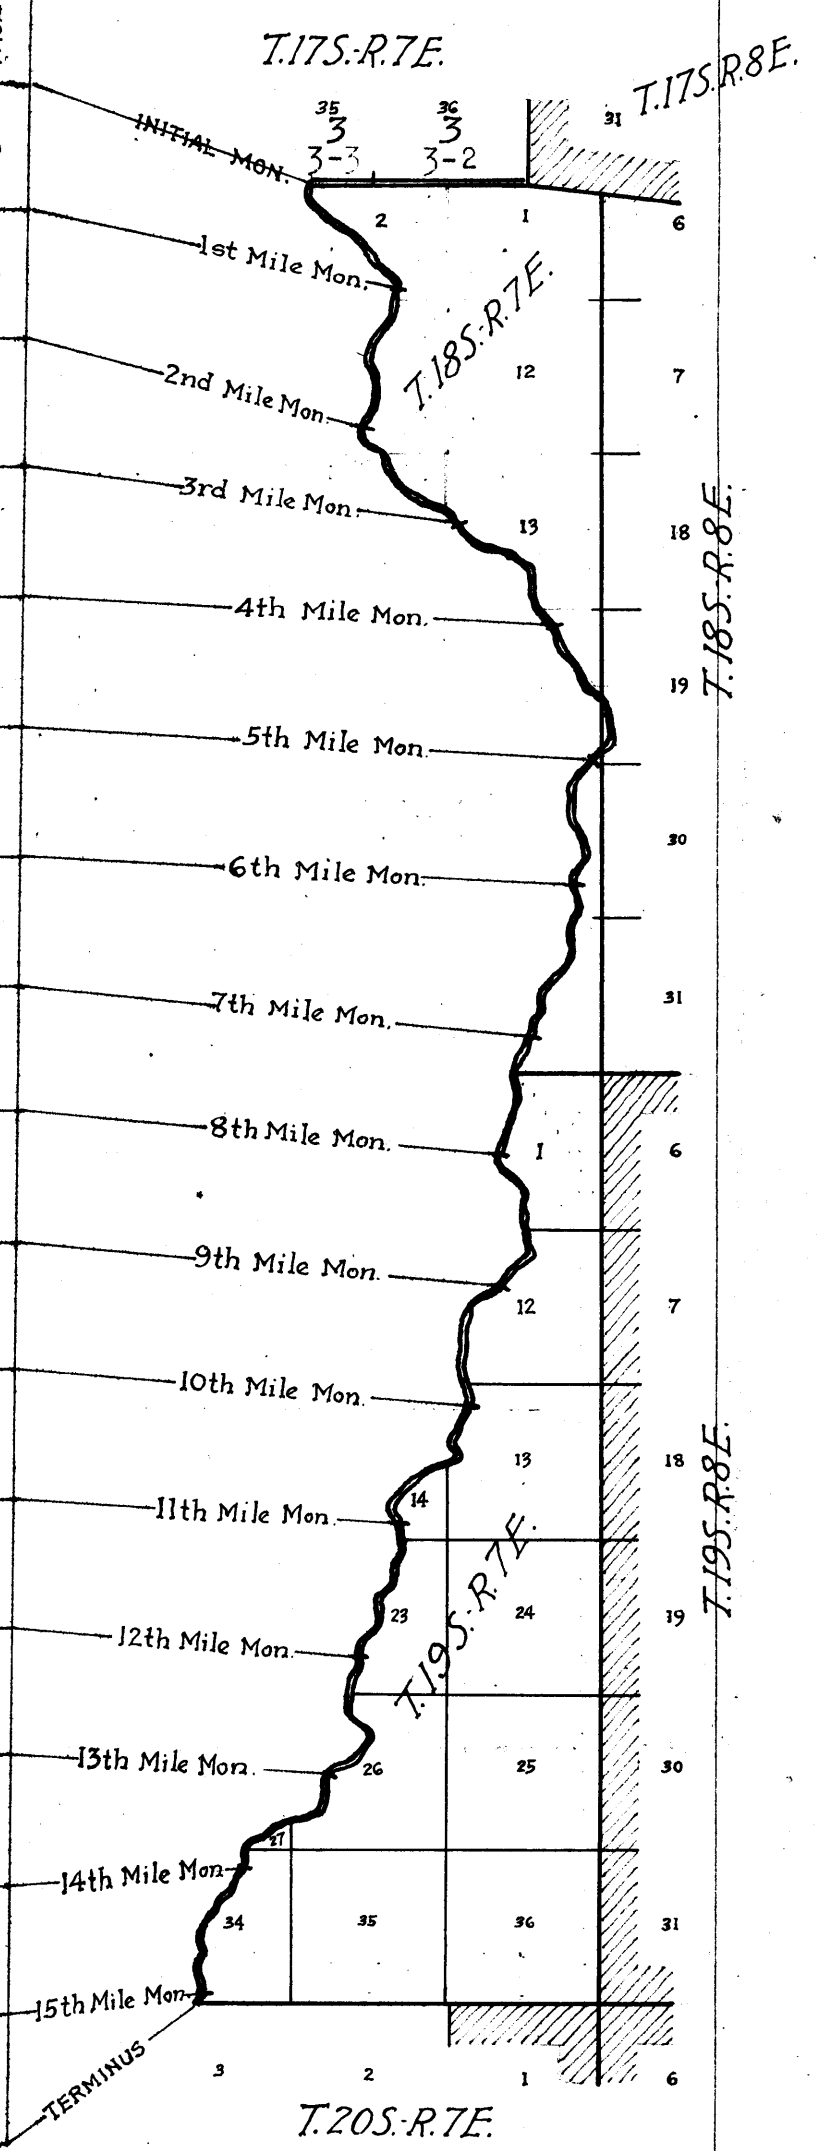 T.17S.-R.7E.
T.17S.R.8E.
35 36 31
3 3
3-3 3-2
INITIAL MON.
2 1 6
1st Mile Mon.
T.18S.-R.7E.
12 7
2nd Mile Mon.
3rd Mile Mon.
13 18
T.18S.-R.8E.
4th Mile Mon.
19
5th Mile Mon.
30
6th Mile Mon.
31
7th Mile Mon.
8th Mile Mon.
1 6
9th Mile Mon.
12 7
10th Mile Mon.
13 18
14
11th Mile Mon.
T.19S.-R.7E.
T.19S.R.8E.
23 24 19
12th Mile Mon.
13th Mile Mon.
26 25 30
27
14th Mile Mon
34 35 36 31
15th Mile Mon
TERMINUS
3 2 1 6
T.20S.-R.7E.